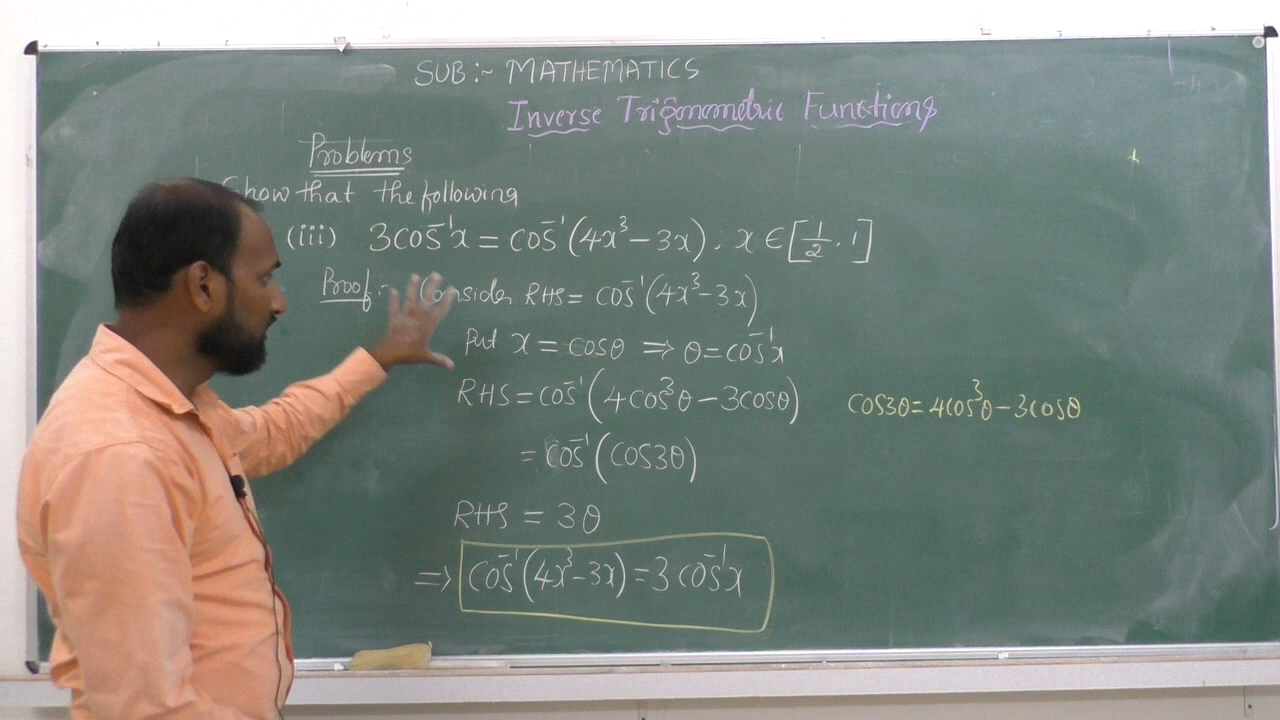 SUB :- MATHEMATICS
Inverse Trigonometric Functions
Problems
Show that the following
(iii) 3cos⁻¹x = cos⁻¹(4x³ - 3x), x ∈ [1/2, 1]
Proof :- Consider RHS = cos⁻¹(4x³-3x)
Put x = cosθ ⇒ θ = cos⁻¹x
RHS = cos⁻¹(4cos³θ - 3cosθ)
cos3θ = 4cos³θ - 3cosθ
= cos⁻¹(cos3θ)
RHS = 3θ
⇒ cos⁻¹(4x³-3x) = 3cos⁻¹x